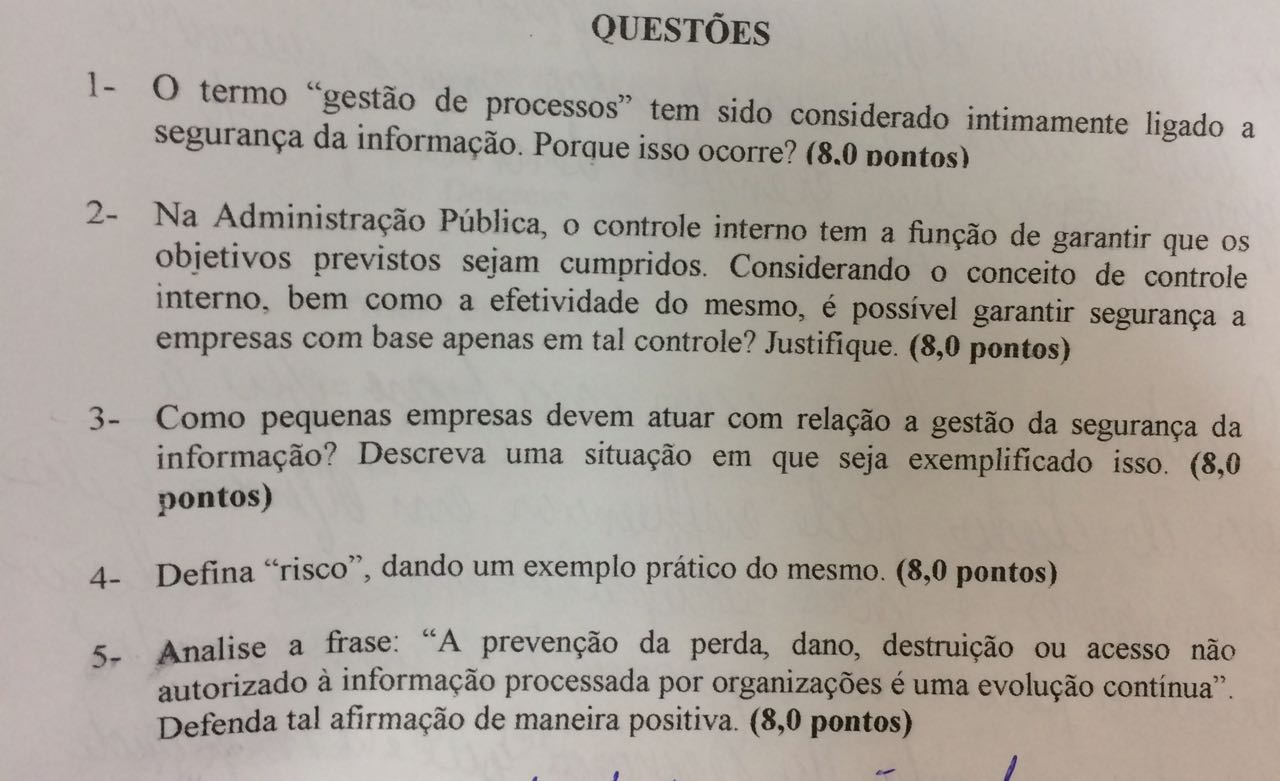 QUESTÕES
1- O termo “gestão de processos” tem sido considerado intimamente ligado a
segurança da informação. Porque isso ocorre? (8,0 pontos)
2- Na Administração Pública, o controle interno tem a função de garantir que os
objetivos previstos sejam cumpridos. Considerando o conceito de controle
interno, bem como a efetividade do mesmo, é possível garantir segurança a
empresas com base apenas em tal controle? Justifique. (8,0 pontos)
3- Como pequenas empresas devem atuar com relação a gestão da segurança da
informação? Descreva uma situação em que seja exemplificado isso. (8,0
pontos)
4- Defina “risco”, dando um exemplo prático do mesmo. (8,0 pontos)
5- Analise a frase: “A prevenção da perda, dano, destruição ou acesso não
autorizado à informação processada por organizações é uma evolução contínua”.
Defenda tal afirmação de maneira positiva. (8,0 pontos)